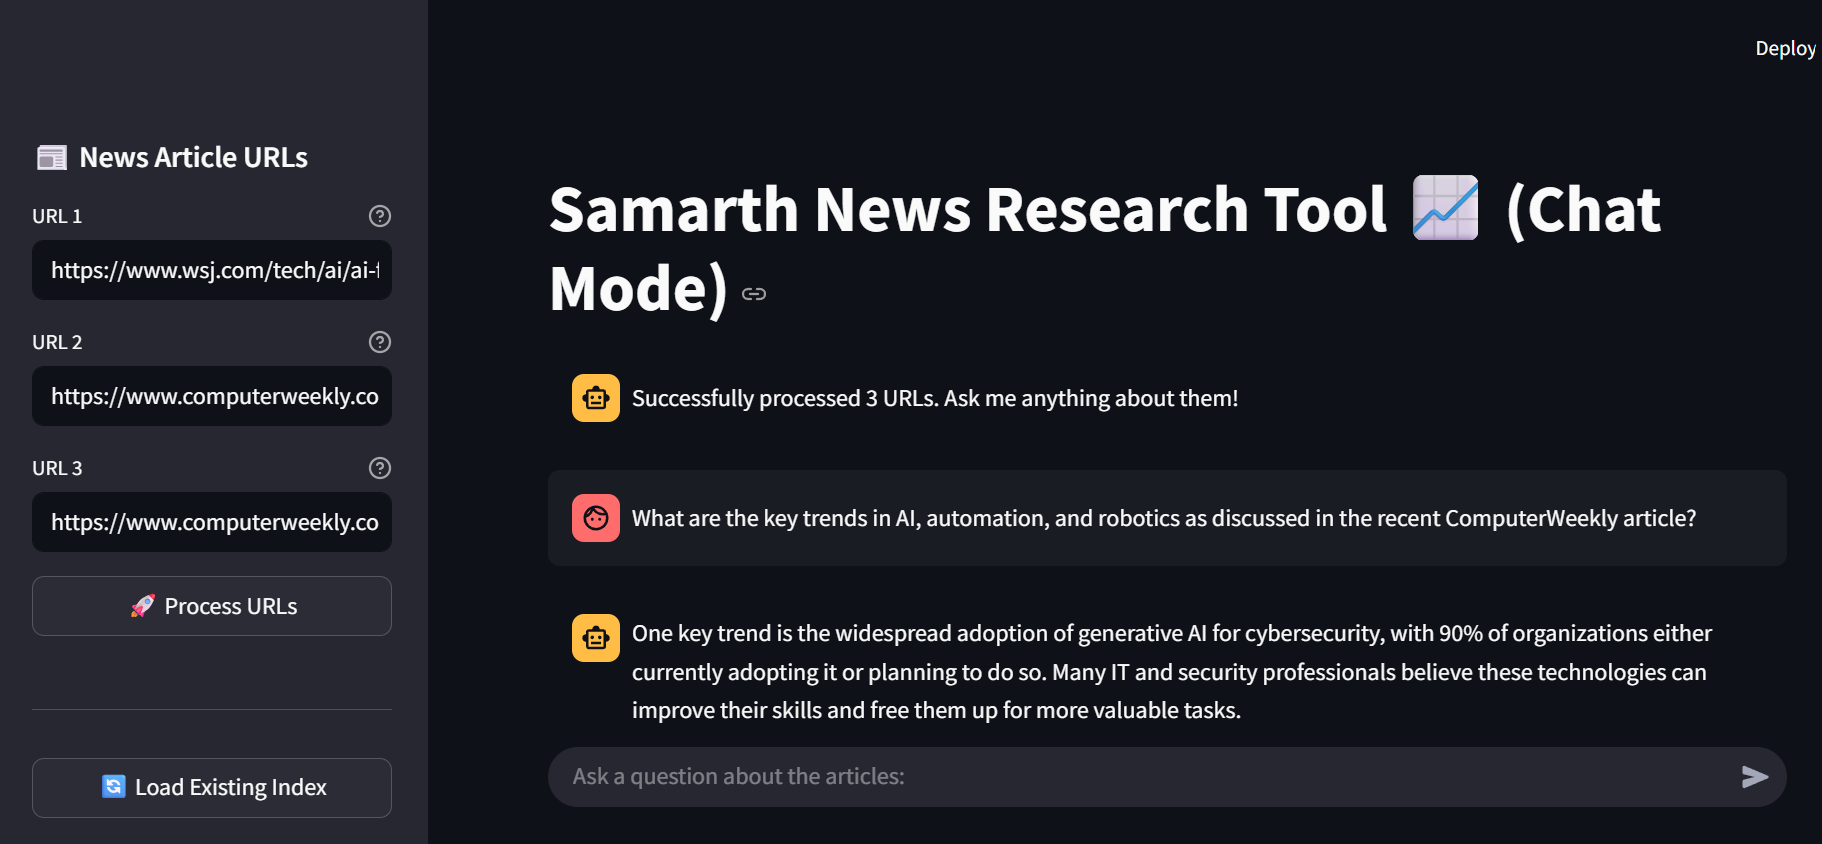 Deploy
News Article URLs
URL 1
https://www.wsj.com/tech/ai/ai-f
URL 2
https://www.computerweekly.co
URL 3
https://www.computerweekly.co
Process URLs
Load Existing Index
Samarth News Research Tool (Chat
Mode)
Successfully processed 3 URLs. Ask me anything about them!
What are the key trends in AI, automation, and robotics as discussed in the recent ComputerWeekly article?
One key trend is the widespread adoption of generative AI for cybersecurity, with 90% of organizations either
currently adopting it or planning to do so. Many IT and security professionals believe these technologies can
improve their skills and free them up for more valuable tasks.
Ask a question about the articles: